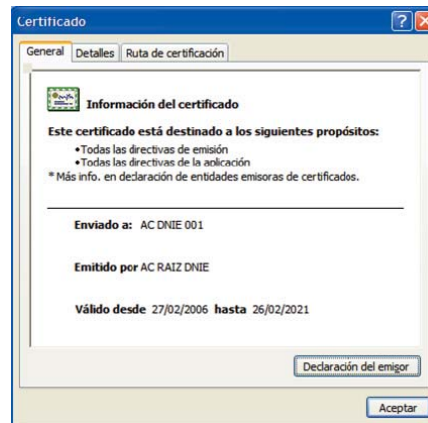 Certificado
General Detalles Ruta de certificación
Información del certificado
Este certificado está destinado a los siguientes propósitos:
•Todas las directivas de emisión
•Todas las directivas de la aplicación
* Más info. en declaración de entidades emisoras de certificados.
Enviado a: AC DNIE 001
Emitido por AC RAIZ DNIE
Válido desde 27/02/2006 hasta 26/02/2021
Declaración del emisor
Aceptar